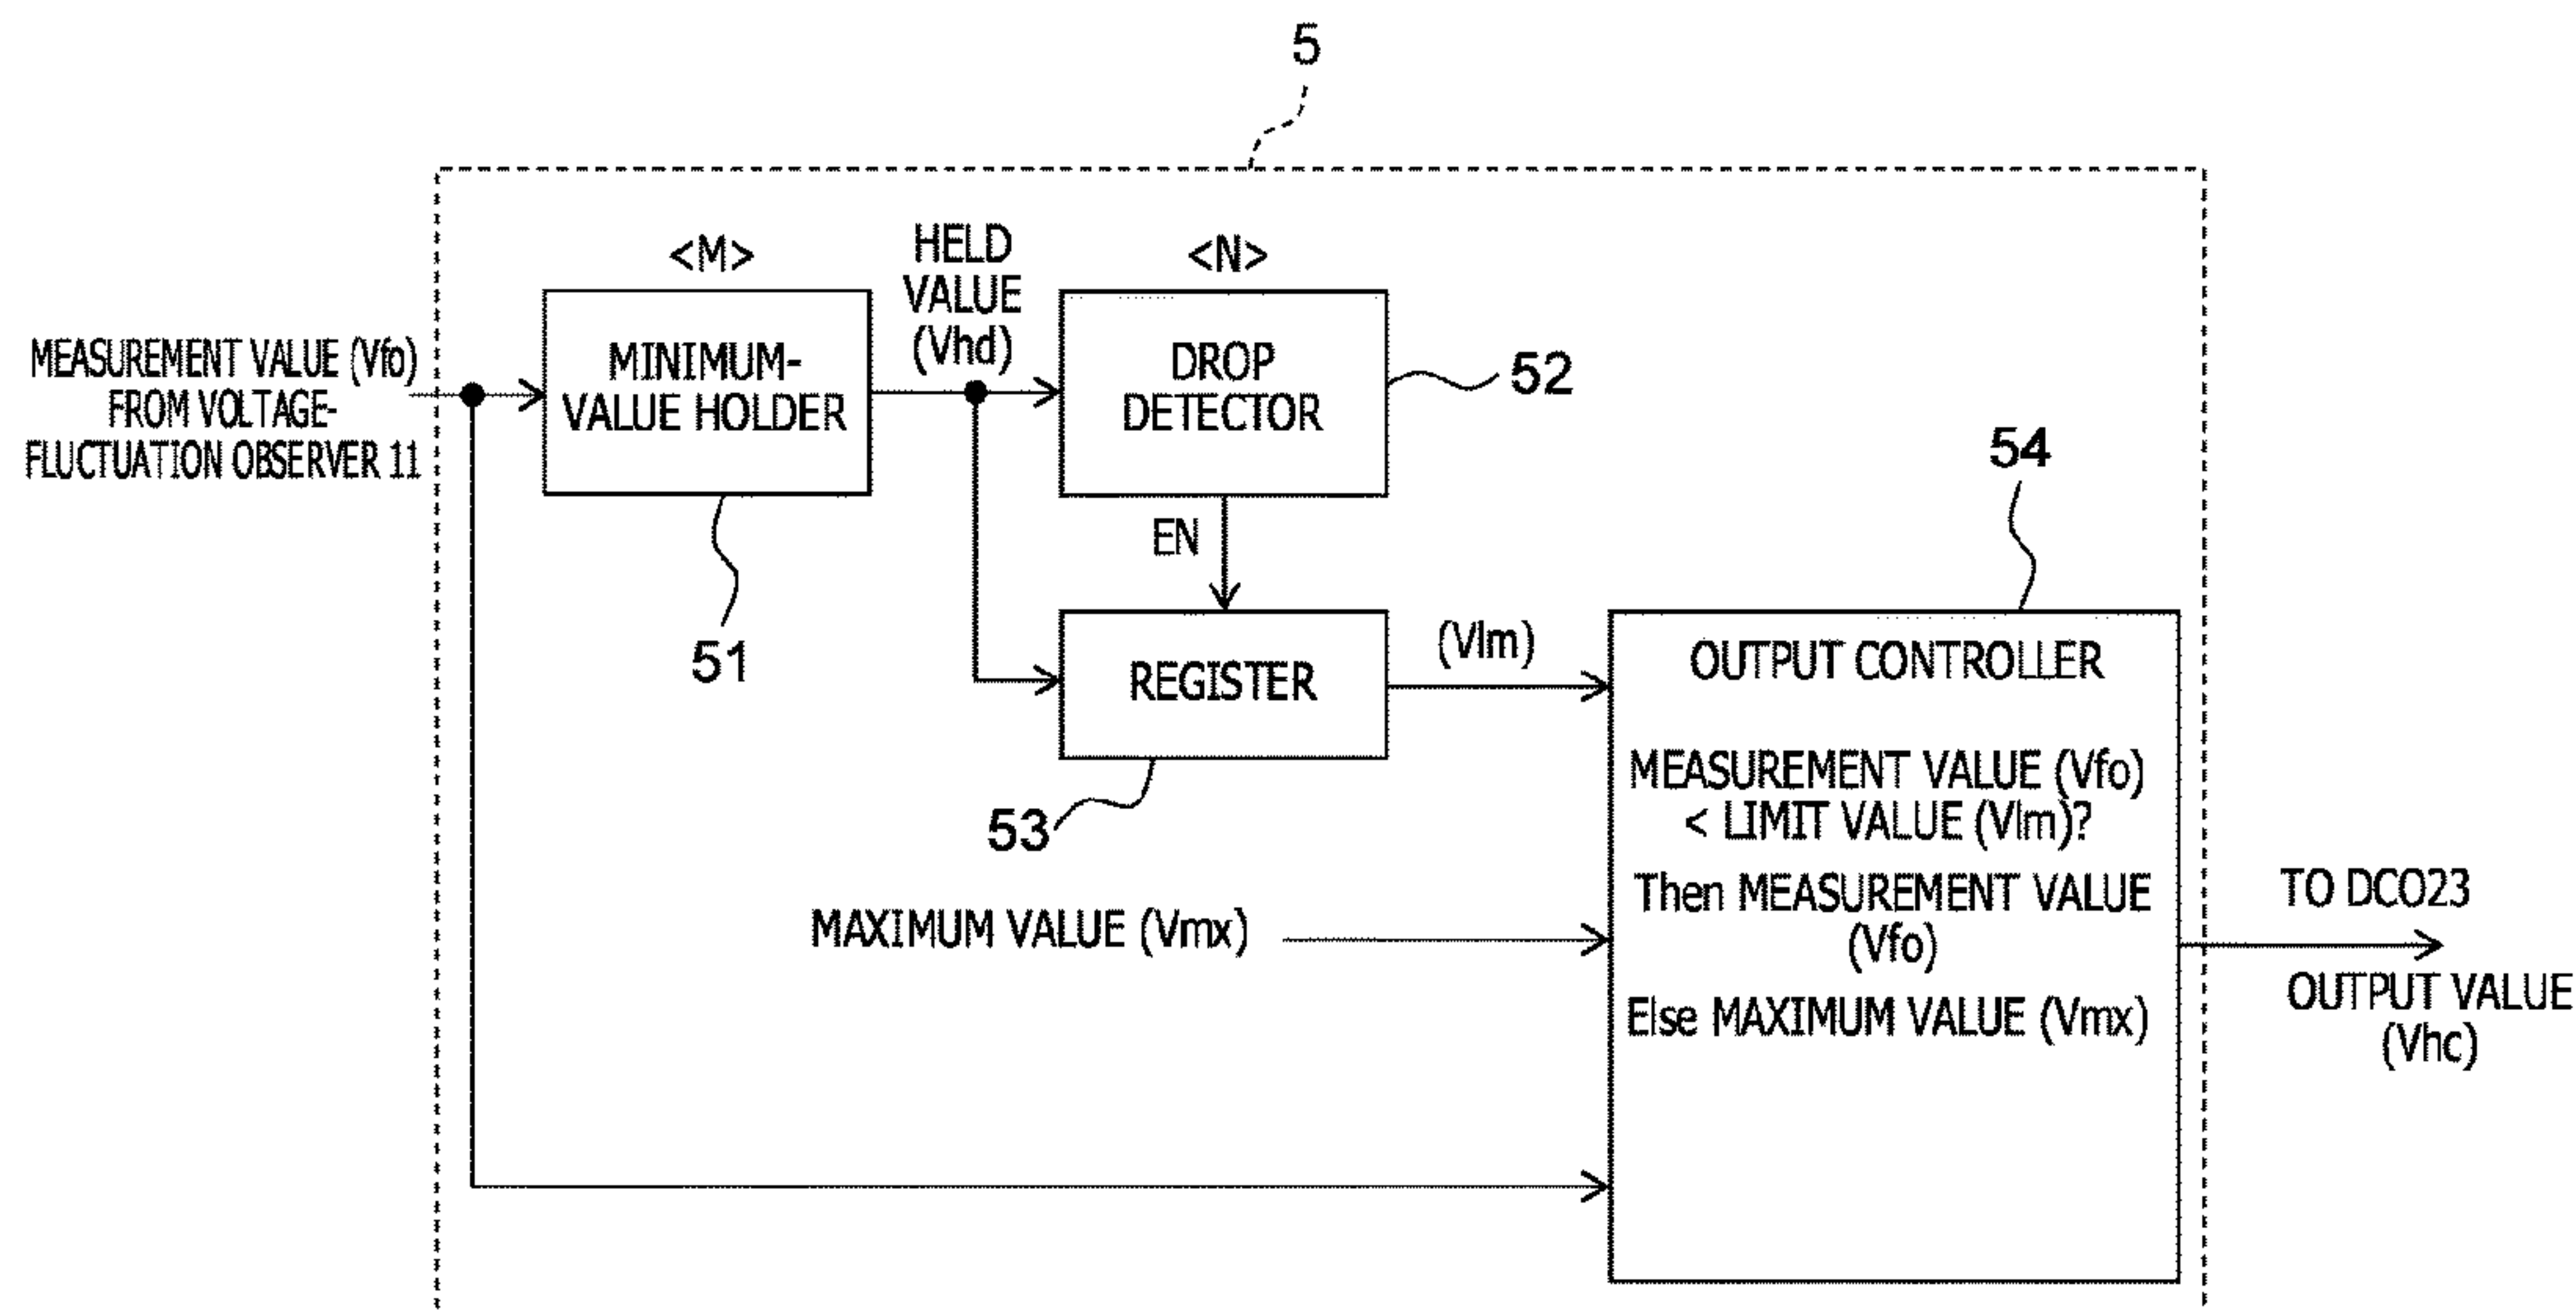 5
<M>
HELD
VALUE
(Vhd)
<N>
MEASUREMENT VALUE (Vfo)
FROM VOLTAGE-
FLUCTUATION OBSERVER 11
MINIMUM-
VALUE HOLDER
DROP
DETECTOR
52
54
EN
51
REGISTER
(Vlm)
53
MAXIMUM VALUE (Vmx)
OUTPUT CONTROLLER
MEASUREMENT VALUE (Vfo)
< LIMIT VALUE (Vlm)?
Then MEASUREMENT VALUE
(Vfo)
Else MAXIMUM VALUE (Vmx)
TO DCO23
OUTPUT VALUE
(Vhc)